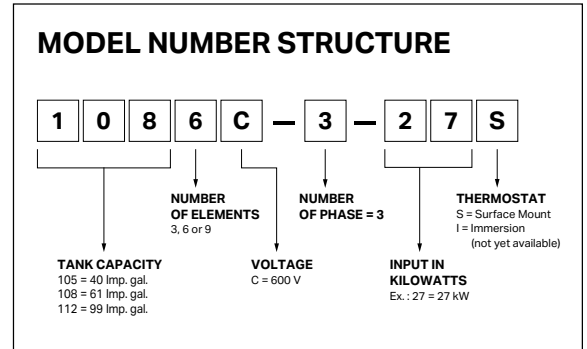 MODEL NUMBER STRUCTURE
1 0 8 6 C – 3 – 2 7 S
NUMBER
OF ELEMENTS
3, 6 or 9
NUMBER
OF PHASE = 3
THERMOSTAT
S = Surface Mount
I = Immersion
(not yet available)
TANK CAPACITY
105 = 40 Imp. gal.
108 = 61 Imp. gal.
112 = 99 Imp. gal.
VOLTAGE
C = 600 V
INPUT IN
KILOWATTS
Ex. : 27 = 27 kW